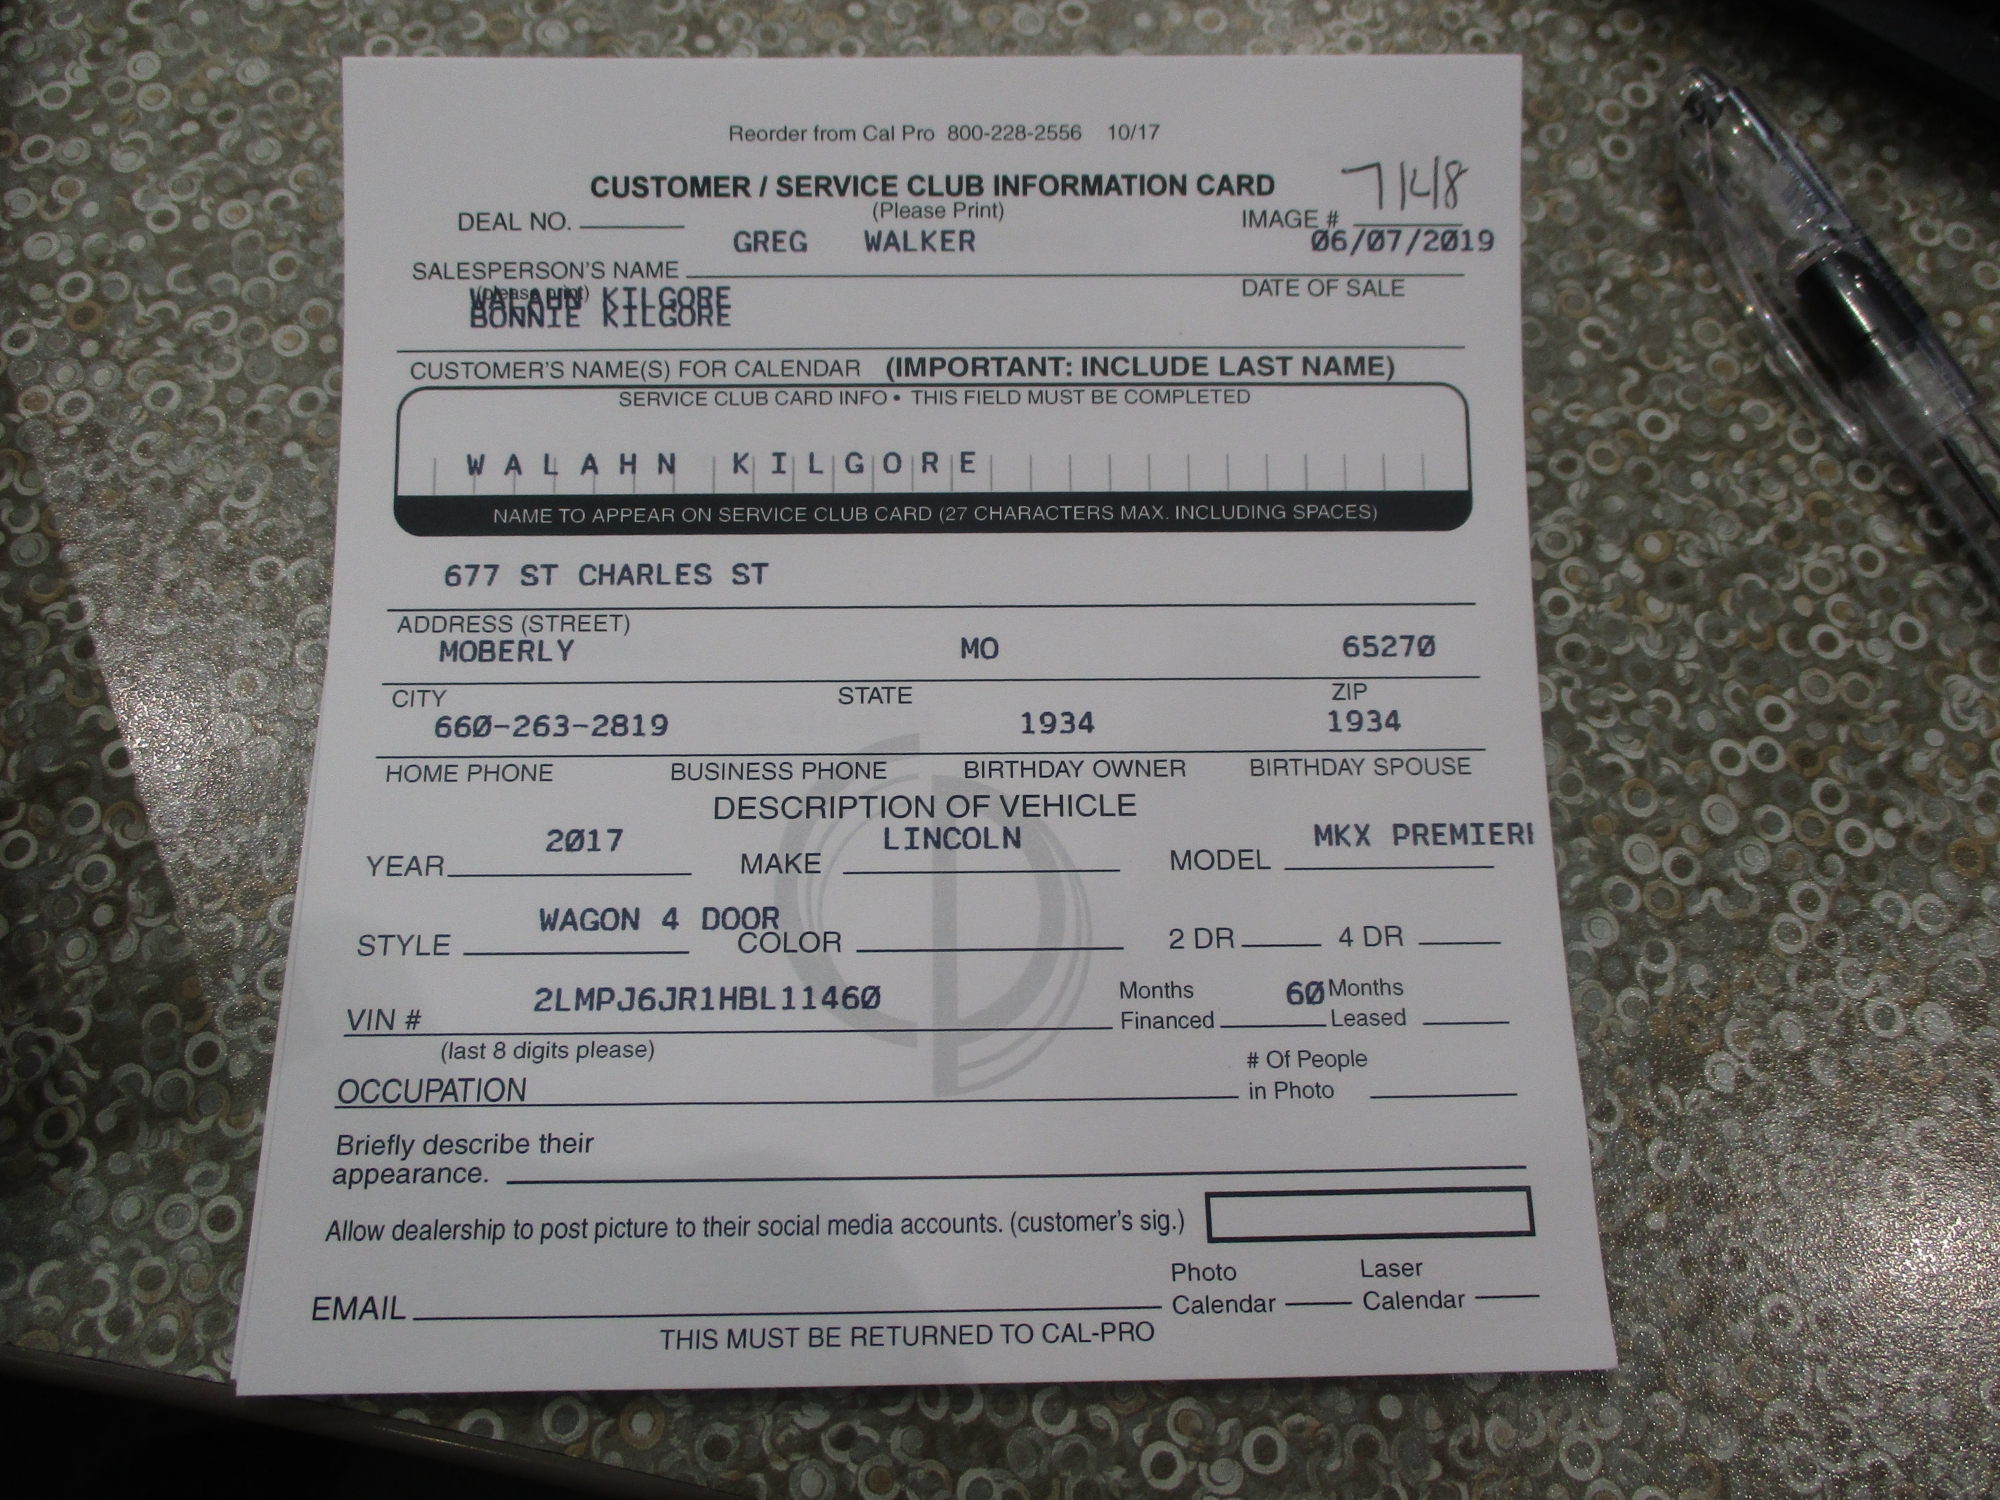 Reorder from Cal Pro 800-228-2556 10/17
CUSTOMER / SERVICE CLUB INFORMATION CARD
(Please Print)
DEAL NO.
IMAGE # 7148
GREG WALKER
06/07/2019
SALESPERSON'S NAME
(please print)
DATE OF SALE
WALAHN KILGORE
BONNIE KILGORE
CUSTOMER'S NAME(S) FOR CALENDAR (IMPORTANT: INCLUDE LAST NAME)
SERVICE CLUB CARD INFO • THIS FIELD MUST BE COMPLETED
WALAHN KILGORE
NAME TO APPEAR ON SERVICE CLUB CARD (27 CHARACTERS MAX. INCLUDING SPACES)
677 ST CHARLES ST
ADDRESS (STREET)
MOBERLY MO 65270
CITY STATE ZIP
660-263-2819 1934 1934
HOME PHONE BUSINESS PHONE BIRTHDAY OWNER BIRTHDAY SPOUSE
DESCRIPTION OF VEHICLE
YEAR 2017 MAKE LINCOLN MODEL MKX PREMIER
STYLE WAGON 4 DOOR COLOR 2 DR 4 DR
VIN # 2LMPJ6JR1HBL11460
Months Financed 60 Months Leased
(last 8 digits please)
OCCUPATION
# Of People
in Photo
Briefly describe their
appearance.
Allow dealership to post picture to their social media accounts. (customer's sig.)
Photo Laser
EMAIL Calendar Calendar
THIS MUST BE RETURNED TO CAL-PRO